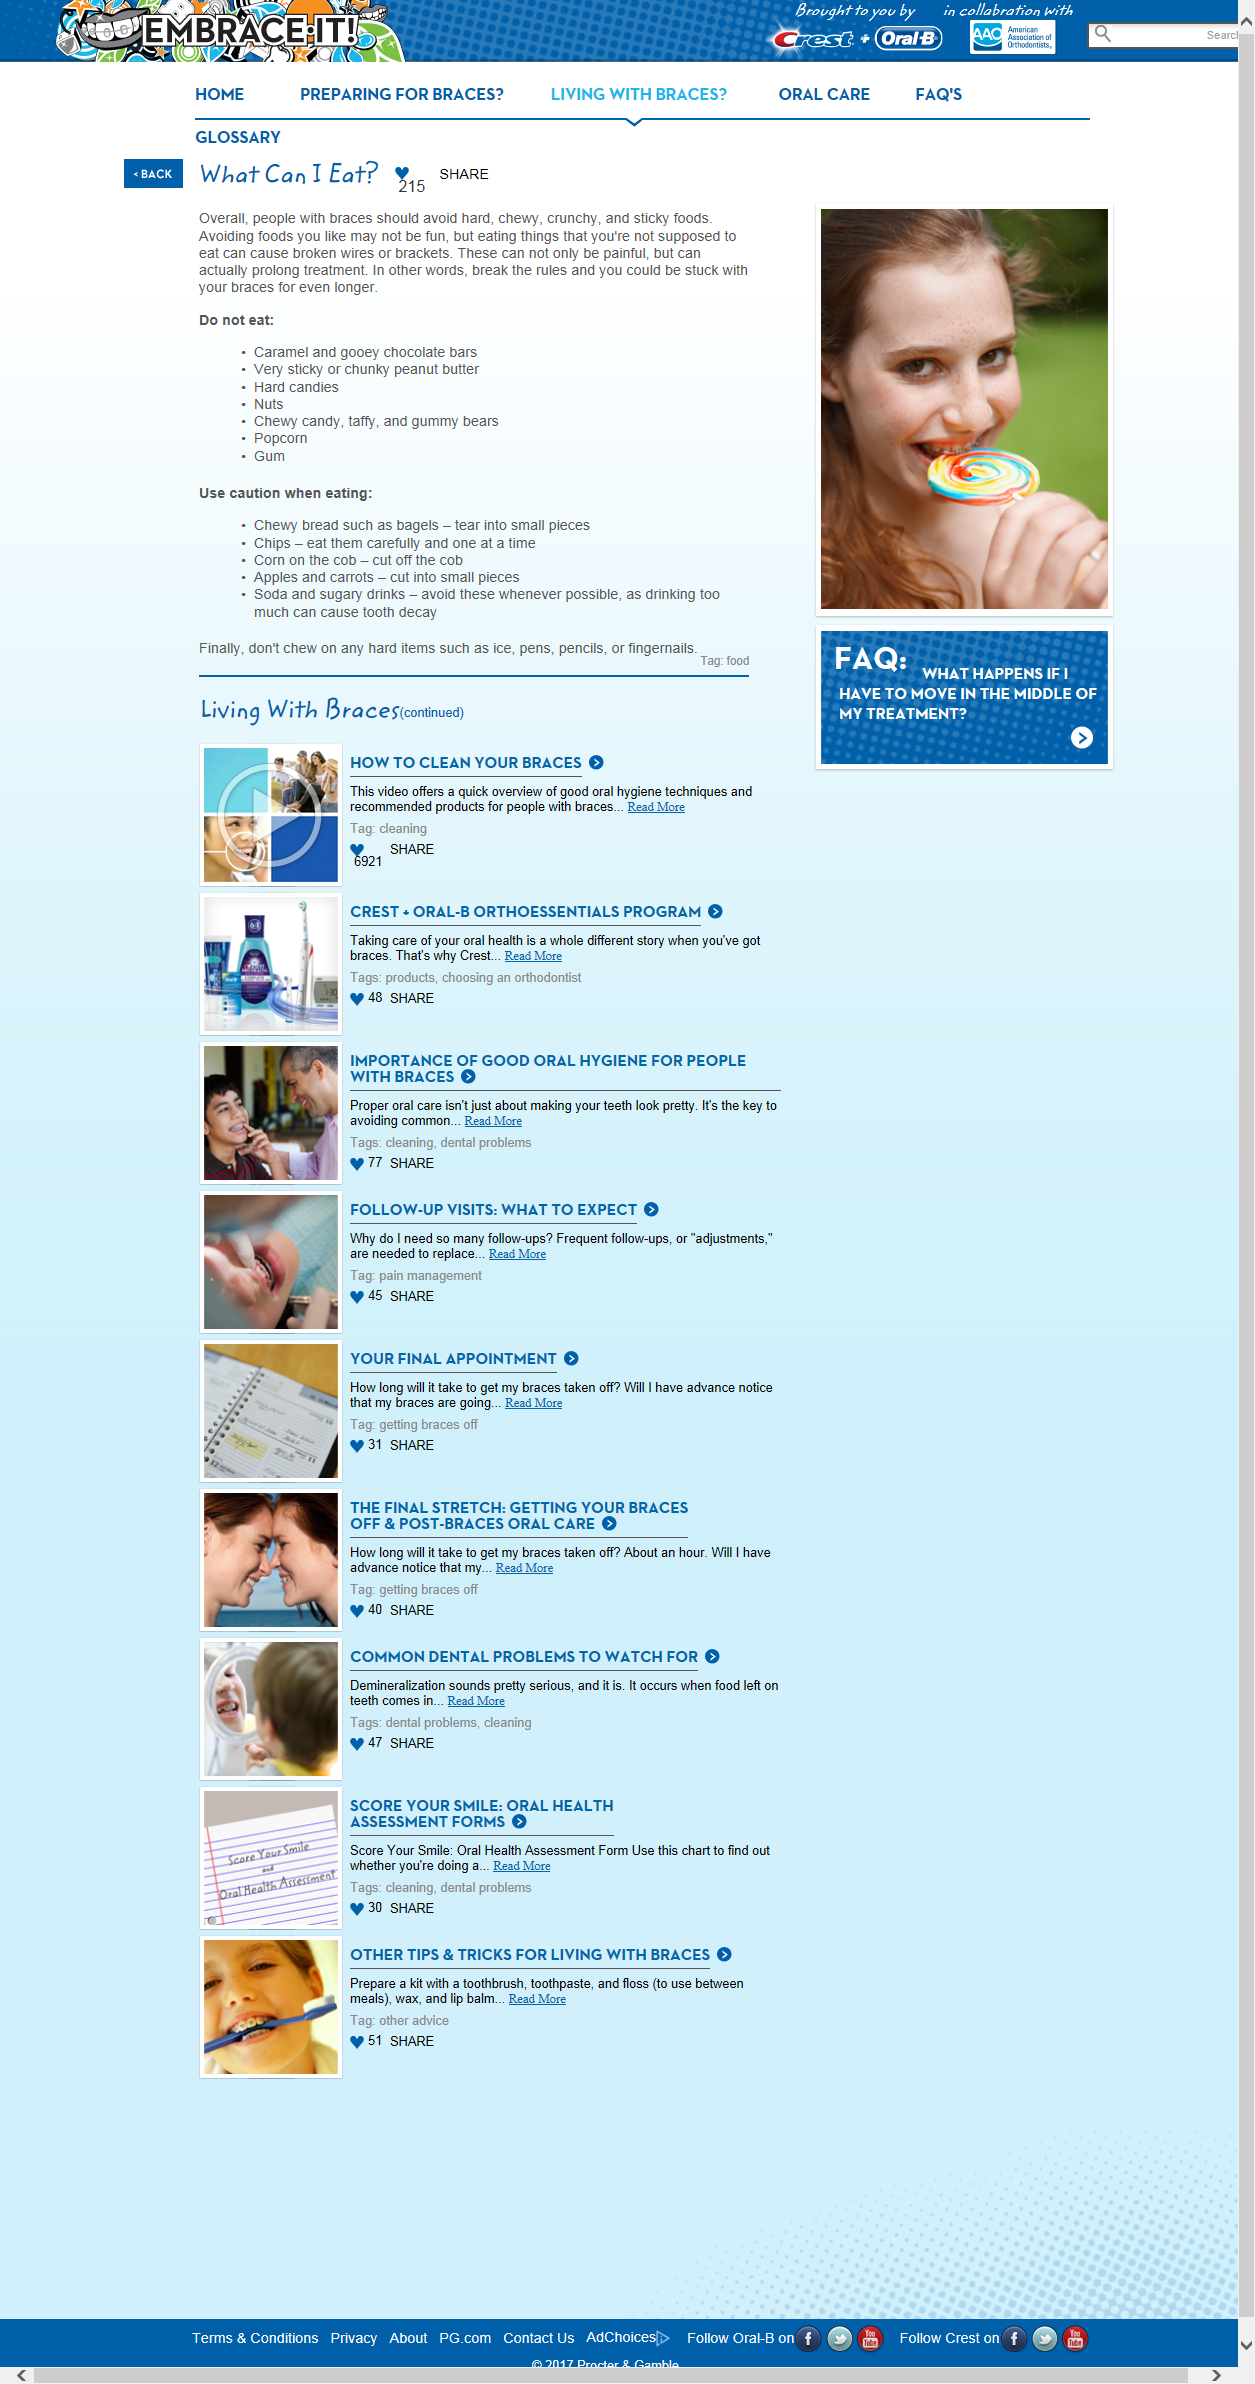 EMBRACE·IT!
Brought to you by
in collabration with
Crest + Oral-B
AAO American Association of Orthodontists
Search
HOME
PREPARING FOR BRACES?
LIVING WITH BRACES?
ORAL CARE
FAQ'S
GLOSSARY
< BACK
What Can I Eat?
215
SHARE
Overall, people with braces should avoid hard, chewy, crunchy, and sticky foods.
Avoiding foods you like may not be fun, but eating things that you're not supposed to
eat can cause broken wires or brackets. These can not only be painful, but can
actually prolong treatment. In other words, break the rules and you could be stuck with
your braces for even longer.
Do not eat:
• Caramel and gooey chocolate bars
• Very sticky or chunky peanut butter
• Hard candies
• Nuts
• Chewy candy, taffy, and gummy bears
• Popcorn
• Gum
Use caution when eating:
• Chewy bread such as bagels – tear into small pieces
• Chips – eat them carefully and one at a time
• Corn on the cob – cut off the cob
• Apples and carrots – cut into small pieces
• Soda and sugary drinks – avoid these whenever possible, as drinking too
much can cause tooth decay
Finally, don't chew on any hard items such as ice, pens, pencils, or fingernails.
Tag: food
FAQ: WHAT HAPPENS IF I
HAVE TO MOVE IN THE MIDDLE OF
MY TREATMENT?
Living With Braces (continued)
HOW TO CLEAN YOUR BRACES
This video offers a quick overview of good oral hygiene techniques and
recommended products for people with braces... Read More
Tag: cleaning
6921
SHARE
CREST + ORAL-B ORTHOESSENTIALS PROGRAM
Taking care of your oral health is a whole different story when you've got
braces. That's why Crest... Read More
Tags: products, choosing an orthodontist
48 SHARE
IMPORTANCE OF GOOD ORAL HYGIENE FOR PEOPLE
WITH BRACES
Proper oral care isn't just about making your teeth look pretty. It's the key to
avoiding common... Read More
Tags: cleaning, dental problems
77 SHARE
FOLLOW-UP VISITS: WHAT TO EXPECT
Why do I need so many follow-ups? Frequent follow-ups, or "adjustments,"
are needed to replace... Read More
Tag: pain management
45 SHARE
YOUR FINAL APPOINTMENT
How long will it take to get my braces taken off? Will I have advance notice
that my braces are going... Read More
Tag: getting braces off
31 SHARE
THE FINAL STRETCH: GETTING YOUR BRACES
OFF & POST-BRACES ORAL CARE
How long will it take to get my braces taken off? About an hour. Will I have
advance notice that my... Read More
Tag: getting braces off
40 SHARE
COMMON DENTAL PROBLEMS TO WATCH FOR
Demineralization sounds pretty serious, and it is. It occurs when food left on
teeth comes in... Read More
Tags: dental problems, cleaning
47 SHARE
Score Your Smile
and
Oral Health Assessment
SCORE YOUR SMILE: ORAL HEALTH
ASSESSMENT FORMS
Score Your Smile: Oral Health Assessment Form Use this chart to find out
whether you're doing a... Read More
Tags: cleaning, dental problems
30 SHARE
OTHER TIPS & TRICKS FOR LIVING WITH BRACES
Prepare a kit with a toothbrush, toothpaste, and floss (to use between
meals), wax, and lip balm... Read More
Tag: other advice
51 SHARE
Terms & Conditions Privacy About PG.com Contact Us AdChoices Follow Oral-B on Follow Crest on
© 2017 Procter & Gamble